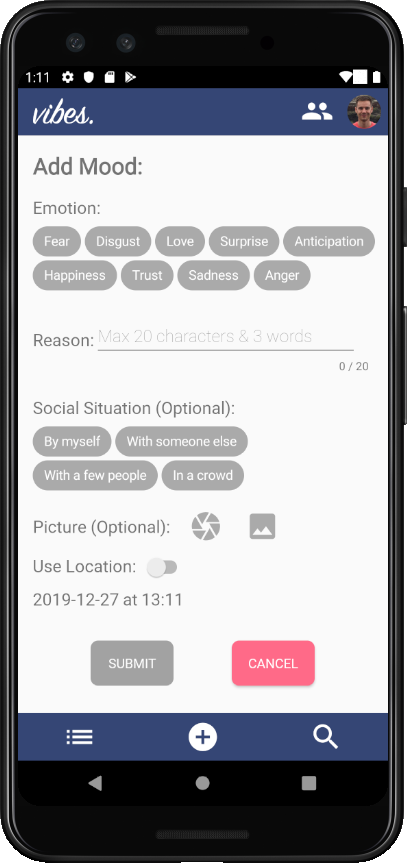 1:11
vibes.
Add Mood:
Emotion:
Fear Disgust Love Surprise Anticipation
Happiness Trust Sadness Anger
Reason: Max 20 characters & 3 words
0 / 20
Social Situation (Optional):
By myself With someone else
With a few people In a crowd
Picture (Optional):
Use Location:
2019-12-27 at 13:11
SUBMIT CANCEL